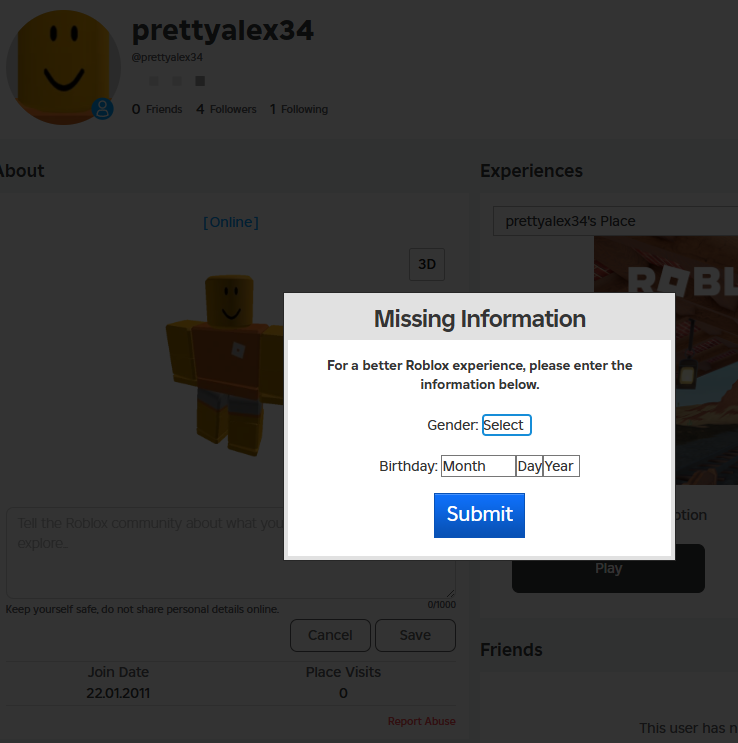 prettyalex34
@prettyalex34
0 Friends 4 Followers 1 Following
About
Experiences
[ Online ]
prettyalex34's Place
3D
ROBL
Missing Information
For a better Roblox experience, please enter the
information below.
Gender: Select
Birthday: Month Day Year
Submit
Tell the Roblox community about what you
explore...
Play
Keep yourself safe, do not share personal details online.
0/1000
Cancel Save
Join Date Place Visits
22.01.2011 0
Friends
Report Abuse
This user has n